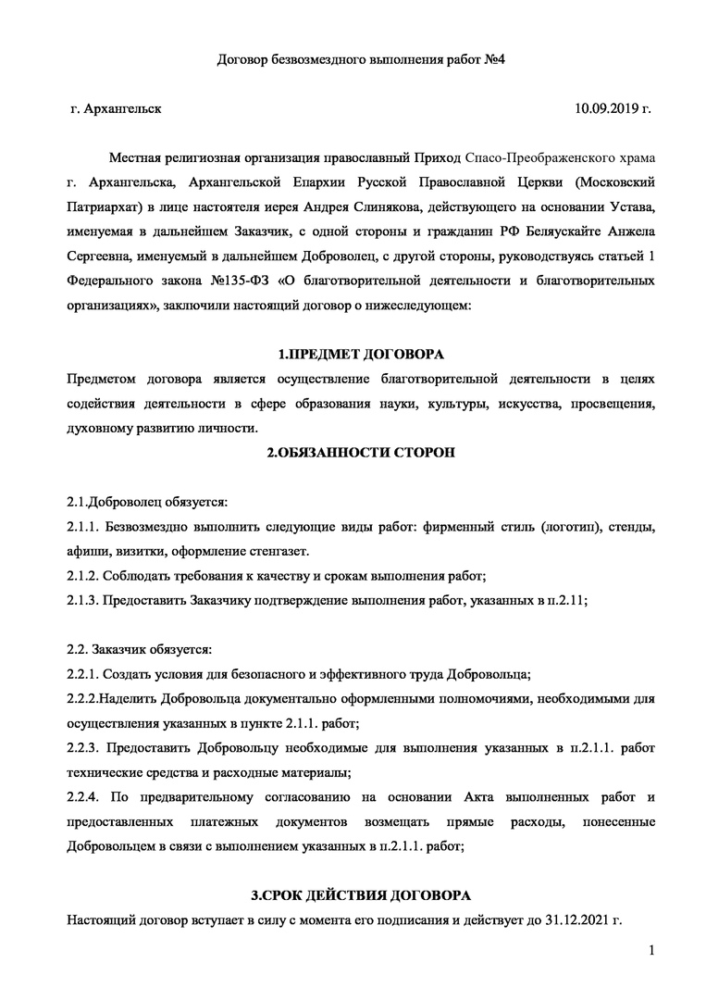 Договор безвозмездного выполнения работ №4
г. Архангельск 10.09.2019 г.
Местная религиозная организация православный Приход Спасо-Преображенского храма
г. Архангельска, Архангельской Епархии Русской Православной Церкви (Московский
Патриархат) в лице настоятеля иерея Андрея Слинякова, действующего на основании Устава,
именуемая в дальнейшем Заказчик, с одной стороны и гражданин РФ Беляускайте Анжела
Сергеевна, именуемый в дальнейшем Доброволец, с другой стороны, руководствуясь статьей 1
Федерального закона №135-ФЗ «О благотворительной деятельности и благотворительных
организациях», заключили настоящий договор о нижеследующем:
1.ПРЕДМЕТ ДОГОВОРА
Предметом договора является осуществление благотворительной деятельности в целях
содействия деятельности в сфере образования науки, культуры, искусства, просвещения,
духовному развитию личности.
2.ОБЯЗАННОСТИ СТОРОН
2.1.Доброволец обязуется:
2.1.1. Безвозмездно выполнить следующие виды работ: фирменный стиль (логотип), стенды,
афиши, визитки, оформление стенгазет.
2.1.2. Соблюдать требования к качеству и срокам выполнения работ;
2.1.3. Предоставить Заказчику подтверждение выполнения работ, указанных в п.2.11;
2.2. Заказчик обязуется:
2.2.1. Создать условия для безопасного и эффективного труда Добровольца;
2.2.2.Наделить Добровольца документально оформленными полномочиями, необходимыми для
осуществления указанных в пункте 2.1.1. работ;
2.2.3. Предоставить Добровольцу необходимые для выполнения указанных в п.2.1.1. работ
технические средства и расходные материалы;
2.2.4. По предварительному согласованию на основании Акта выполненных работ и
предоставленных платежных документов возмещать прямые расходы, понесенные
Добровольцем в связи с выполнением указанных в п.2.1.1. работ;
3.СРОК ДЕЙСТВИЯ ДОГОВОРА
Настоящий договор вступает в силу с момента его подписания и действует до 31.12.2021 г.
1